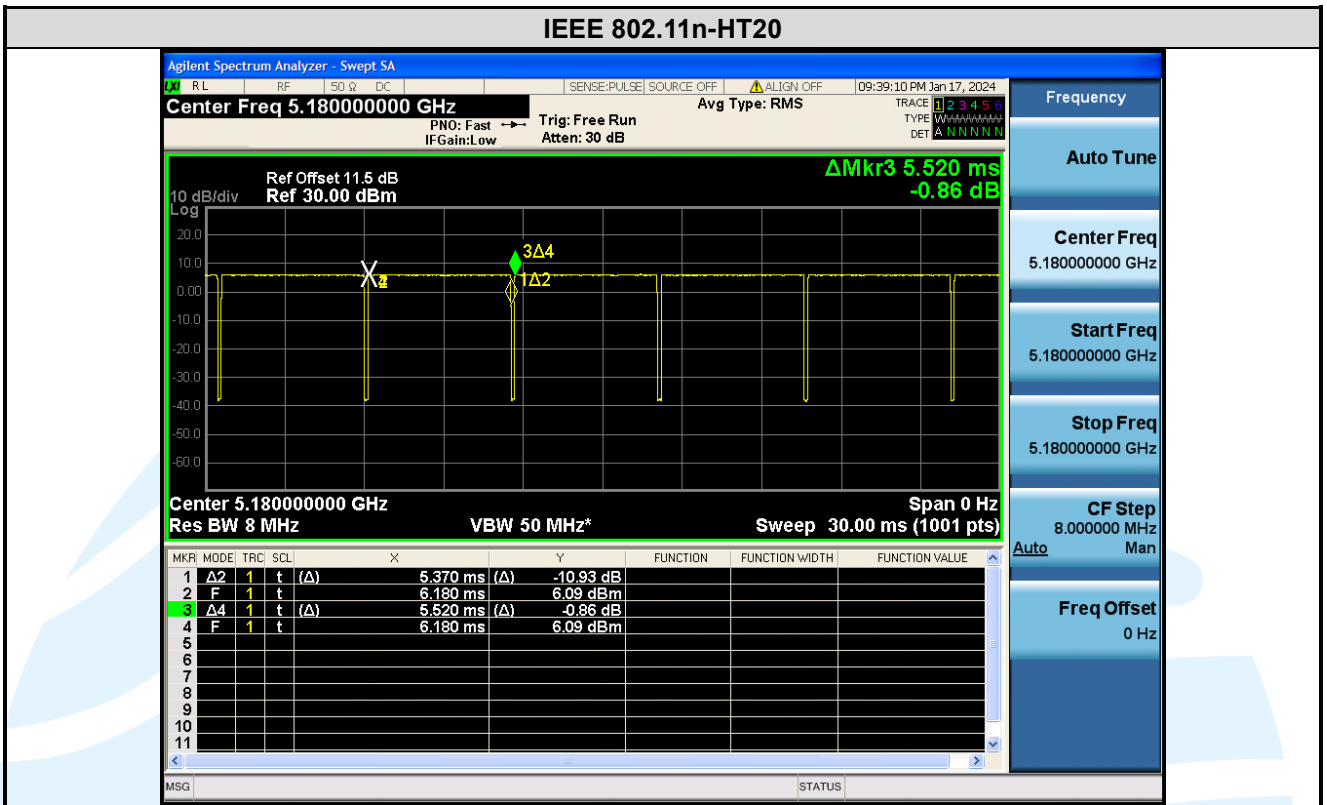 IEEE 802.11n-HT20
Agilent Spectrum Analyzer - Swept SA
LXI RL RF 50 Ω DC SENSE:PULSE SOURCE OFF ALIGN OFF 09:39:10 PM Jan 17, 2024
Center Freq 5.180000000 GHz Avg Type: RMS TRACE 1 2 3 4 5 6
PNO: Fast Trig: Free Run TYPE WWWWWW
IFGain:Low Atten: 30 dB DET A N N N N N
Frequency
Auto Tune
Center Freq
5.180000000 GHz
Start Freq
5.180000000 GHz
Stop Freq
5.180000000 GHz
CF Step
8.000000 MHz
Auto Man
Freq Offset
0 Hz
ΔMkr3 5.520 ms
-0.86 dB
Ref Offset 11.5 dB
10 dB/div Ref 30.00 dBm
Log
20.0
10.0
0.00
-10.0
-20.0
-30.0
-40.0
-50.0
-60.0
3Δ4
1Δ2
Center 5.180000000 GHz Span 0 Hz
Res BW 8 MHz VBW 50 MHz* Sweep 30.00 ms (1001 pts)
MKR MODE TRC SCL X Y FUNCTION FUNCTION WIDTH FUNCTION VALUE
1 Δ2 1 t (Δ) 5.370 ms (Δ) -10.93 dB
2 F 1 t 6.180 ms 6.09 dBm
3 Δ4 1 t (Δ) 5.520 ms (Δ) -0.86 dB
4 F 1 t 6.180 ms 6.09 dBm
5
6
7
8
9
10
11
MSG STATUS